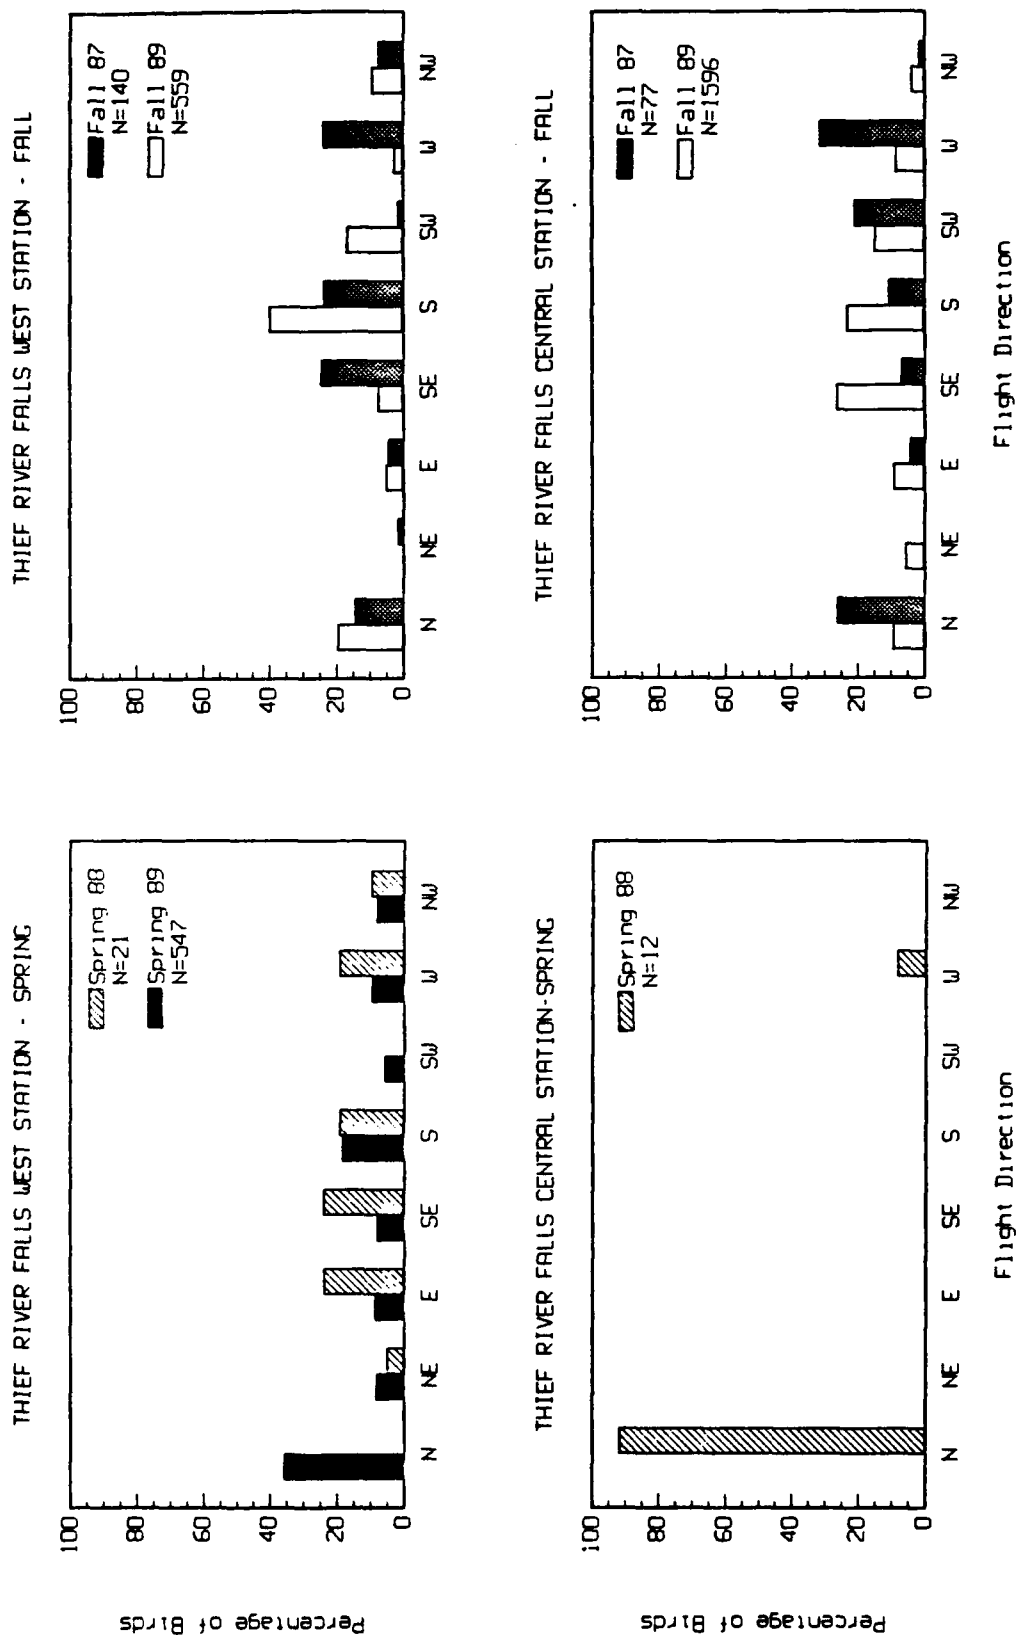 THIEF RIVER FALLS WEST STATION - SPRING
Percentage of Birds
100
80
60
40
20
0
Spring 88
N=21
Spring 89
N=547
N NE E SE S SW W NW
THIEF RIVER FALLS WEST STATION - FALL
100
80
60
40
20
0
Fall 87
N=140
Fall 89
N=559
N NE E SE S SW W NW
THIEF RIVER FALLS CENTRAL STATION-SPRING
Percentage of Birds
100
80
60
40
20
0
Spring 88
N=12
N NE E SE S SW W NW
Flight Direction
THIEF RIVER FALLS CENTRAL STATION - FALL
100
80
60
40
20
0
Fall 87
N=77
Fall 89
N=1596
N NE E SE S SW W NW
Flight Direction